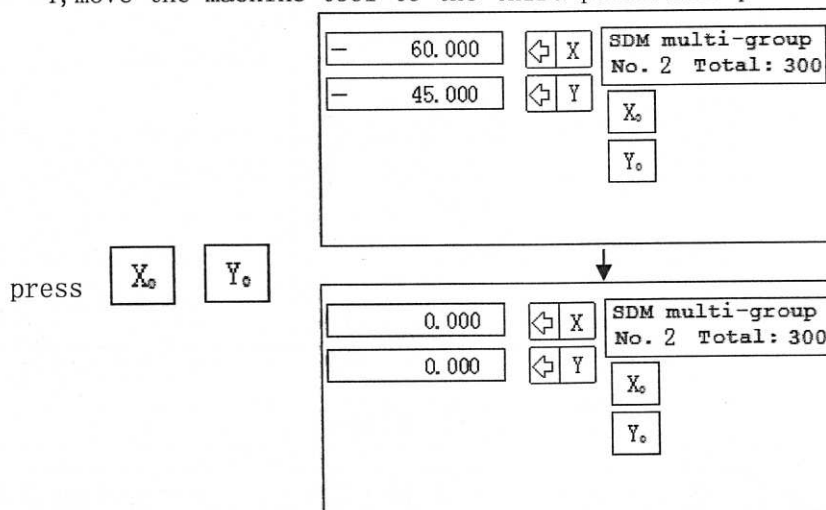 move the machine tool to the
— 60.000 X SDM multi-group
— 45.000 Y No. 2 Total: 300
X₀
Y₀
press X₀ Y₀
0.000 X SDM multi-group
0.000 Y No. 2 Total: 300
X₀
Y₀